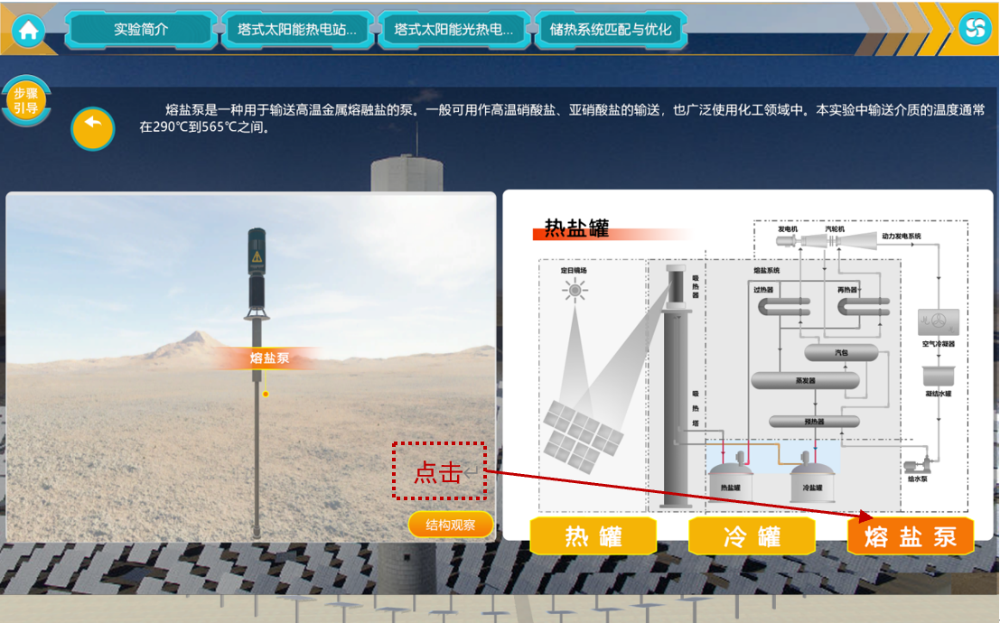 实验简介
塔式太阳能热电站...
塔式太阳能光热电...
储热系统匹配与优化
步骤
引导
熔盐泵是一种用于输送高温金属熔融盐的泵。一般可用作高温硝酸盐、亚硝酸盐的输送，也广泛使用化工领域中。本实验中输送介质的温度通常
在290℃到565℃之间。
熔盐泵
点击
结构观察
热盐罐
发电机
汽轮机
动力发电系统
定日镜场
吸热器
熔盐系统
过热器
再热器
空气冷凝器
汽包
蒸发器
凝结水罐
吸热塔
预热器
热盐罐
冷盐罐
给水泵
热罐
冷罐
熔盐泵